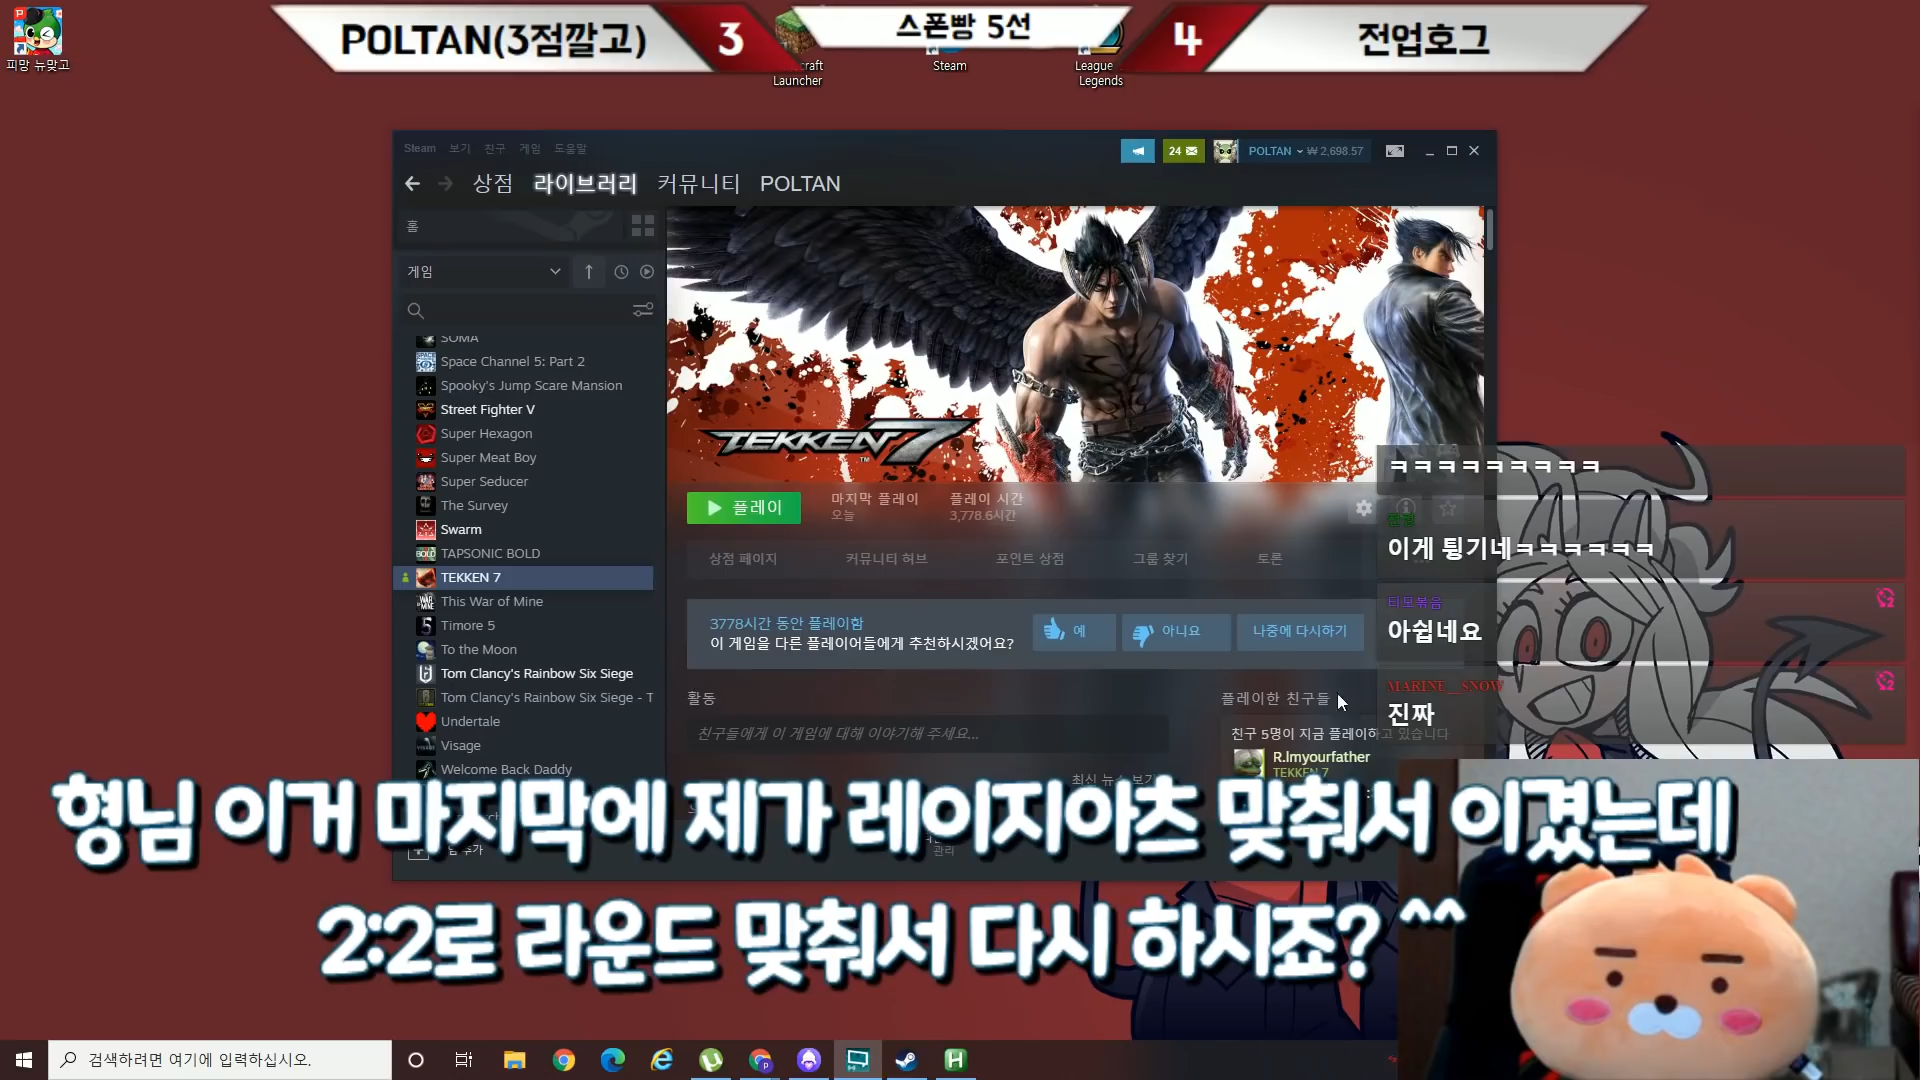 피망 뉴맞고
POLTAN(3점깔고)
3
스폰빵 5선
4
전업호그
Launcher
Steam
League
Legends
Steam 보기 친구 게임 도움말
24
POLTAN ₩ 2,698.57
상점 라이브러리 커뮤니티 POLTAN
홈
게임
SOMA
Space Channel 5: Part 2
Spooky's Jump Scare Mansion
Street Fighter V
Super Hexagon
Super Meat Boy
Super Seducer
The Survey
Swarm
TAPSONIC BOLD
TEKKEN 7
This War of Mine
Timore 5
To the Moon
Tom Clancy's Rainbow Six Siege
Tom Clancy's Rainbow Six Siege - T
Undertale
Visage
Welcome Back Daddy
TEKKEN 7
플레이
마지막 플레이
오늘
플레이 시간
3,778.6시간
상점 페이지 커뮤니티 허브 포인트 상점 그룹 찾기 토론
3778시간 동안 플레이함
이 게임을 다른 플레이어들에게 추천하시겠어요?
예
아니요
나중에 다시하기
활동
친구들에게 이 게임에 대해 이야기해 주세요...
플레이한 친구들
친구 5명이 지금 플레이하고 있습니다
R.Imyourfather
TEKKEN 7
ㅋㅋㅋㅋㅋㅋㅋㅋㅋ
이게 튕기네ㅋㅋㅋㅋㅋㅋ
티모볶음
아쉽네요
MARINE__SNOW
진짜
형님 이거 마지막에 제가 레이지아츠 맞춰서 이겼는데
2:2로 라운드 맞춰서 다시 하시죠? ^^
관리
검색하려면 여기에 입력하십시오.